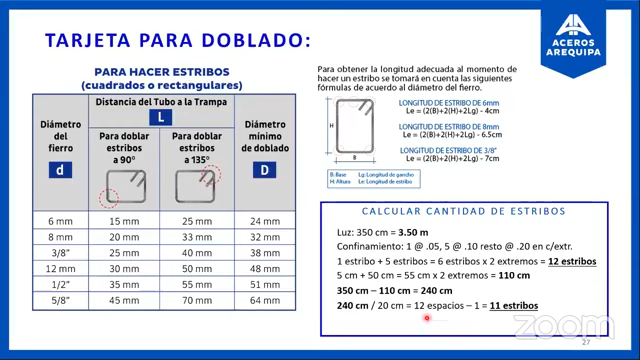 TARJETA PARA DOBLADO:
ACEROS
AREQUIPA
PARA HACER ESTRIBOS
(cuadrados o rectangulares)
Diámetro
del
fierro
d
Distancia del Tubo a la Trampa
L
Para doblar
estribos
a 90°
Para doblar
estribos
a 135°
Diámetro
mínimo
de doblado
D
6 mm 15 mm 25 mm 24 mm
8 mm 20 mm 33 mm 32 mm
3/8" 25 mm 40 mm 38 mm
12 mm 30 mm 50 mm 48 mm
1/2" 35 mm 55 mm 51 mm
5/8" 45 mm 70 mm 64 mm
Para obtener la longitud adecuada al momento de
hacer un estribo se tomará en cuenta las siguientes
fórmulas de acuerdo al diámetro del fierro.
H
B
LONGITUD DE ESTRIBO DE 6mm
Le = (2(B)+2(H)+2Lg) - 4cm
LONGITUD DE ESTRIBO DE 8mm
Le = (2(B)+2(H)+2Lg) - 6.5cm
LONGITUD DE ESTRIBO DE 3/8"
Le = (2(B)+2(H)+2Lg) - 7cm
B: Base Lg: Longitud de gancho
H: Altura Le: Longitud de estribo
CALCULAR CANTIDAD DE ESTRIBOS
Luz: 350 cm = 3.50 m
Confinamiento: 1 @ .05, 5 @ .10 resto @ .20 en c/extr.
1 estribo + 5 estribos = 6 estribos x 2 extremos = 12 estribos
5 cm + 50 cm = 55 cm x 2 extremos = 110 cm
350 cm – 110 cm = 240 cm
240 cm / 20 cm = 12 espacios – 1 = 11 estribos
zoom
27